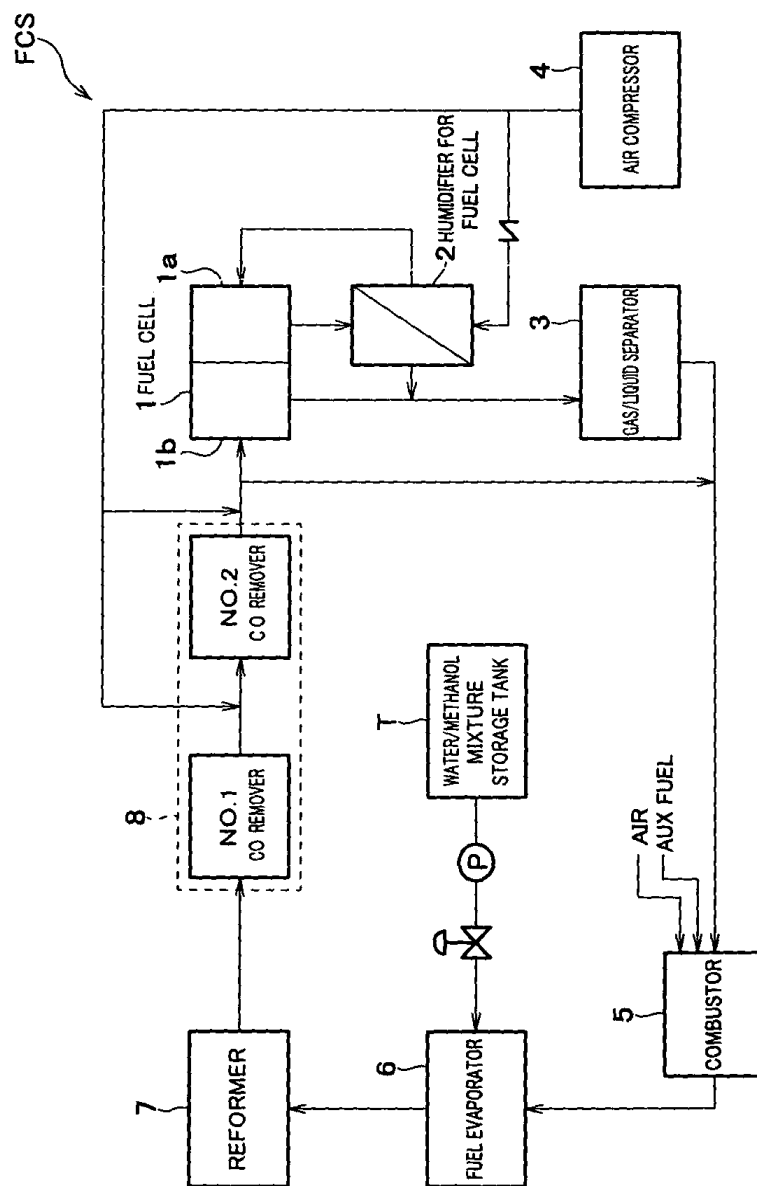 FCS
4
AIR COMPRESSOR
1a
1 FUEL CELL
1b
2 HUMIDIFIER FOR
FUEL CELL
3
GAS/LIQUID SEPARATOR
8
NO.1
CO REMOVER
NO.2
CO REMOVER
T
WATER/METHANOL
MIXTURE
STORAGE TANK
P
AIR
AUX FUEL
7
REFORMER
6
FUEL EVAPORATOR
5
COMBUSTOR